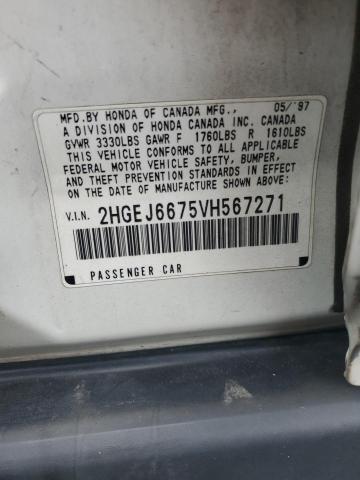 MFD.BY HONDA OF CANADA MFG., 05/'97
A DIVISION OF HONDA CANADA INC. CANADA
GVWR 3330LBS GAWR F 1760LBS R 1610LBS
THIS VEHICLE CONFORMS TO ALL APPLICABLE
FEDERAL MOTOR VEHICLE SAFETY, BUMPER,
AND THEFT PREVENTION STANDARDS IN EFFECT
ON THE DATE OF MANUFACTURE SHOWN ABOVE.
V.I.N. 2HGEJ6675VH567271
PASSENGER CAR